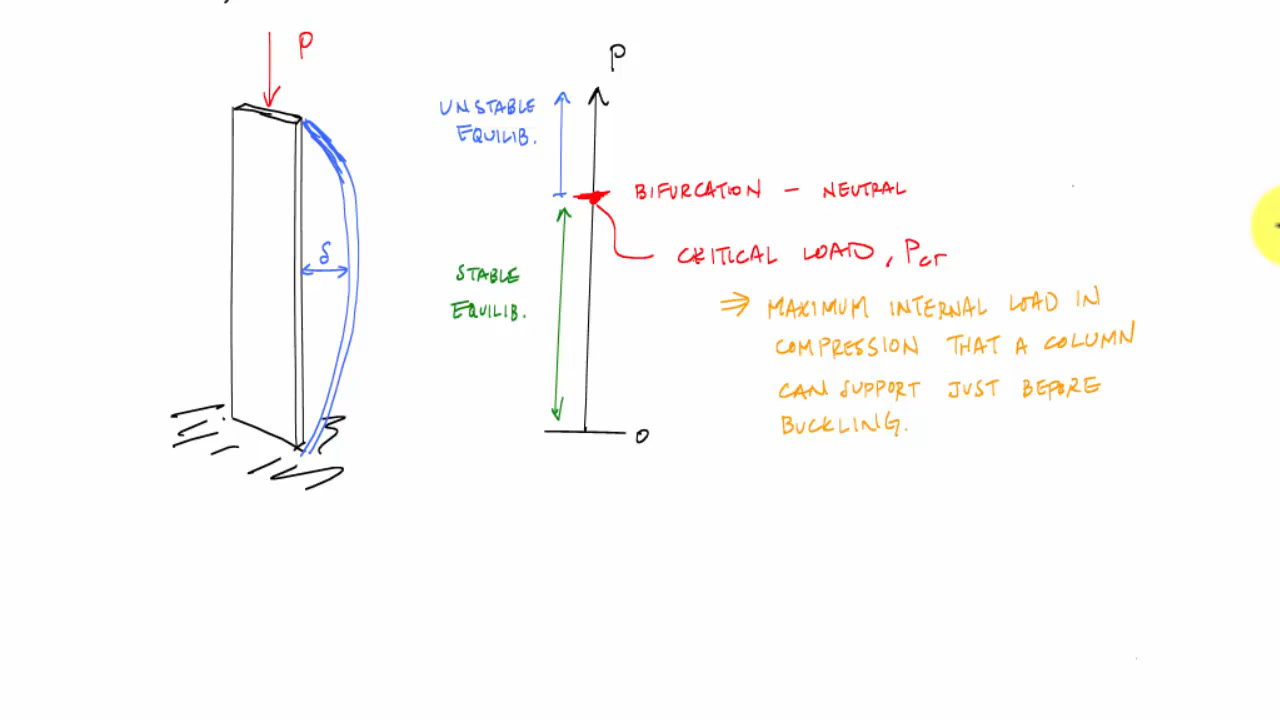 P
P
UNSTABLE
EQUILIB.
BIFURCATION - NEUTRAL
CRITICAL LOAD, Pcr
δ
STABLE
EQUILIB.
⇒ MAXIMUM INTERNAL LOAD IN
COMPRESSION THAT A COLUMN
CAN SUPPORT JUST BEFORE
BUCKLING.
0